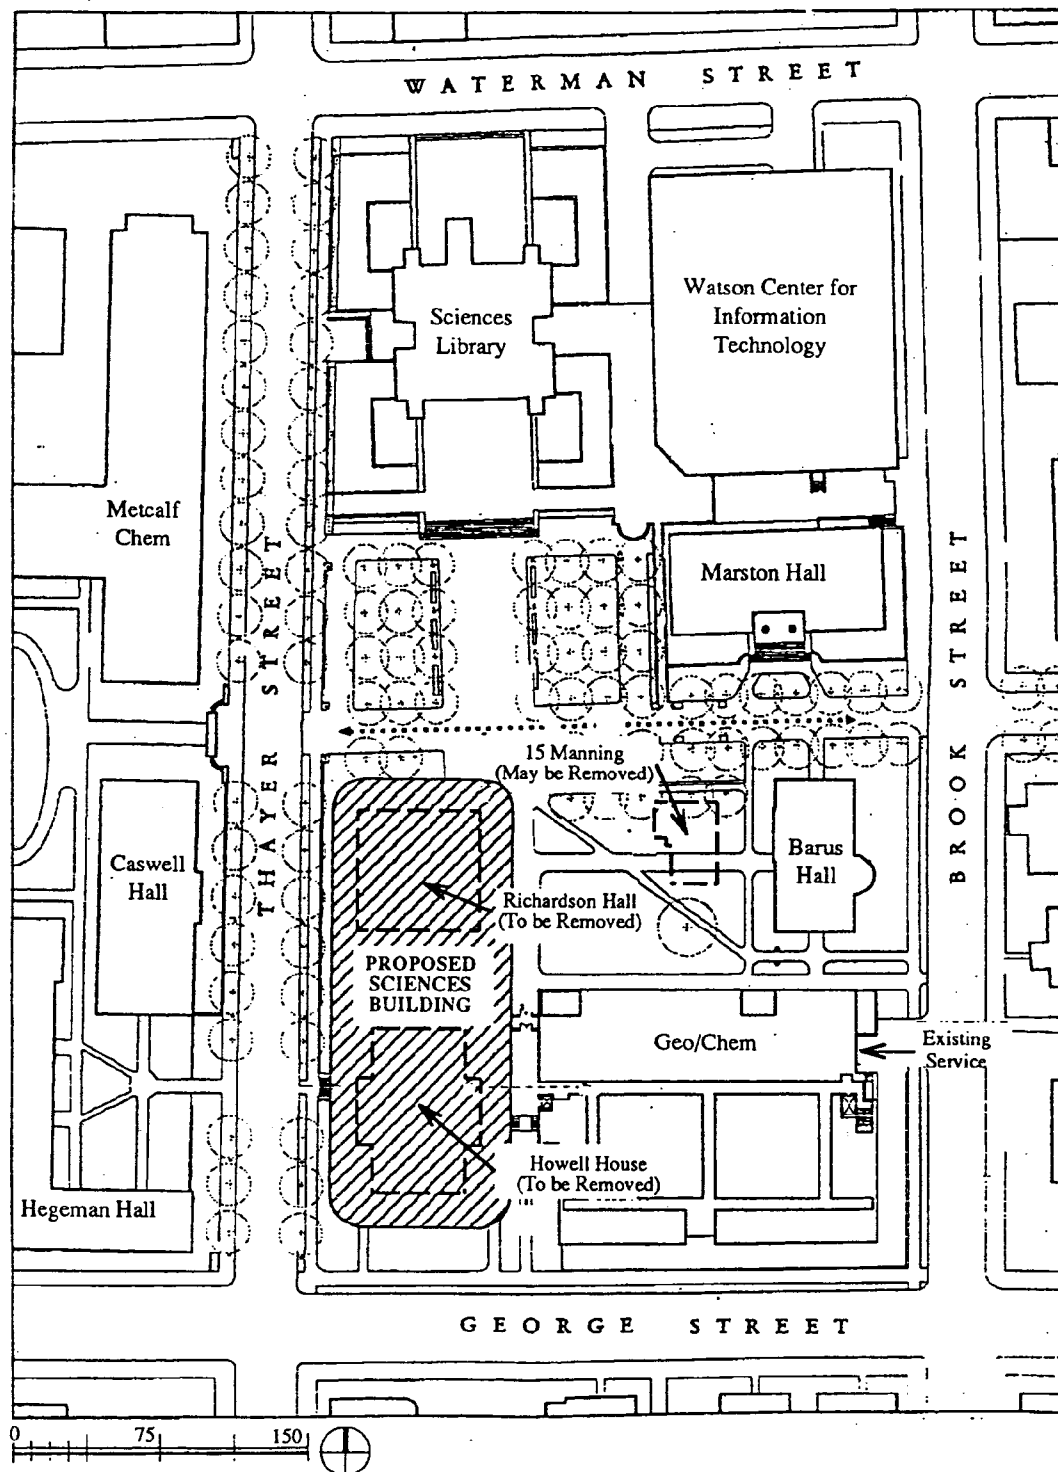 WATERMAN STREET
Sciences
Library
Watson Center for
Information
Technology
Metcalf
Chem
THAYER STREET
Marston Hall
BROOK STREET
15 Manning
(May be Removed)
Caswell
Hall
Barus
Hall
Richardson Hall
(To be Removed)
PROPOSED
SCIENCES
BUILDING
Geo/Chem
Existing
Service
Howell House
(To be Removed)
Hegeman Hall
GEORGE STREET
0 75 150